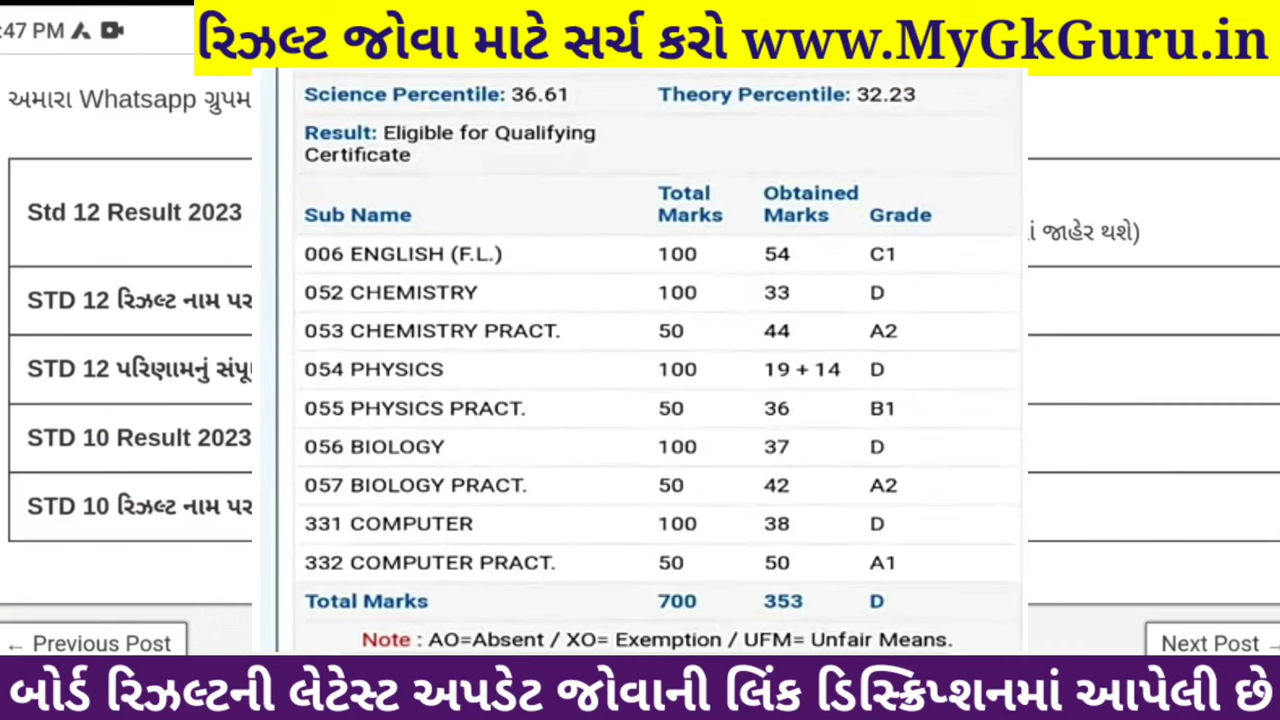 :47 PM
રિઝલ્ટ જોવા માટે સર્ચ કરો www.MyGkGuru.in
અમારા Whatsapp ગ્રુપમ
Std 12 Result 2023
STD 12 રિઝલ્ટ નામ પર
STD 12 પરિણામનું સંપૂ
STD 10 Result 2023
STD 10 રિઝલ્ટ નામ પર
← Previous Post
Science Percentile: 36.61 Theory Percentile: 32.23
Result: Eligible for Qualifying
Certificate
Sub Name Total Marks Obtained Marks Grade
006 ENGLISH (F.L.) 100 54 C1
052 CHEMISTRY 100 33 D
053 CHEMISTRY PRACT. 50 44 A2
054 PHYSICS 100 19 + 14 D
055 PHYSICS PRACT. 50 36 B1
056 BIOLOGY 100 37 D
057 BIOLOGY PRACT. 50 42 A2
331 COMPUTER 100 38 D
332 COMPUTER PRACT. 50 50 A1
Total Marks 700 353 D
Note : AO=Absent / XO= Exemption / UFM= Unfair Means.
જાહેર થશે)
Next Post →
બોર્ડ રિઝલ્ટની લેટેસ્ટ અપડેટ જોવાની લિંક ડિસ્ક્રિપ્શનમાં આપેલી છે